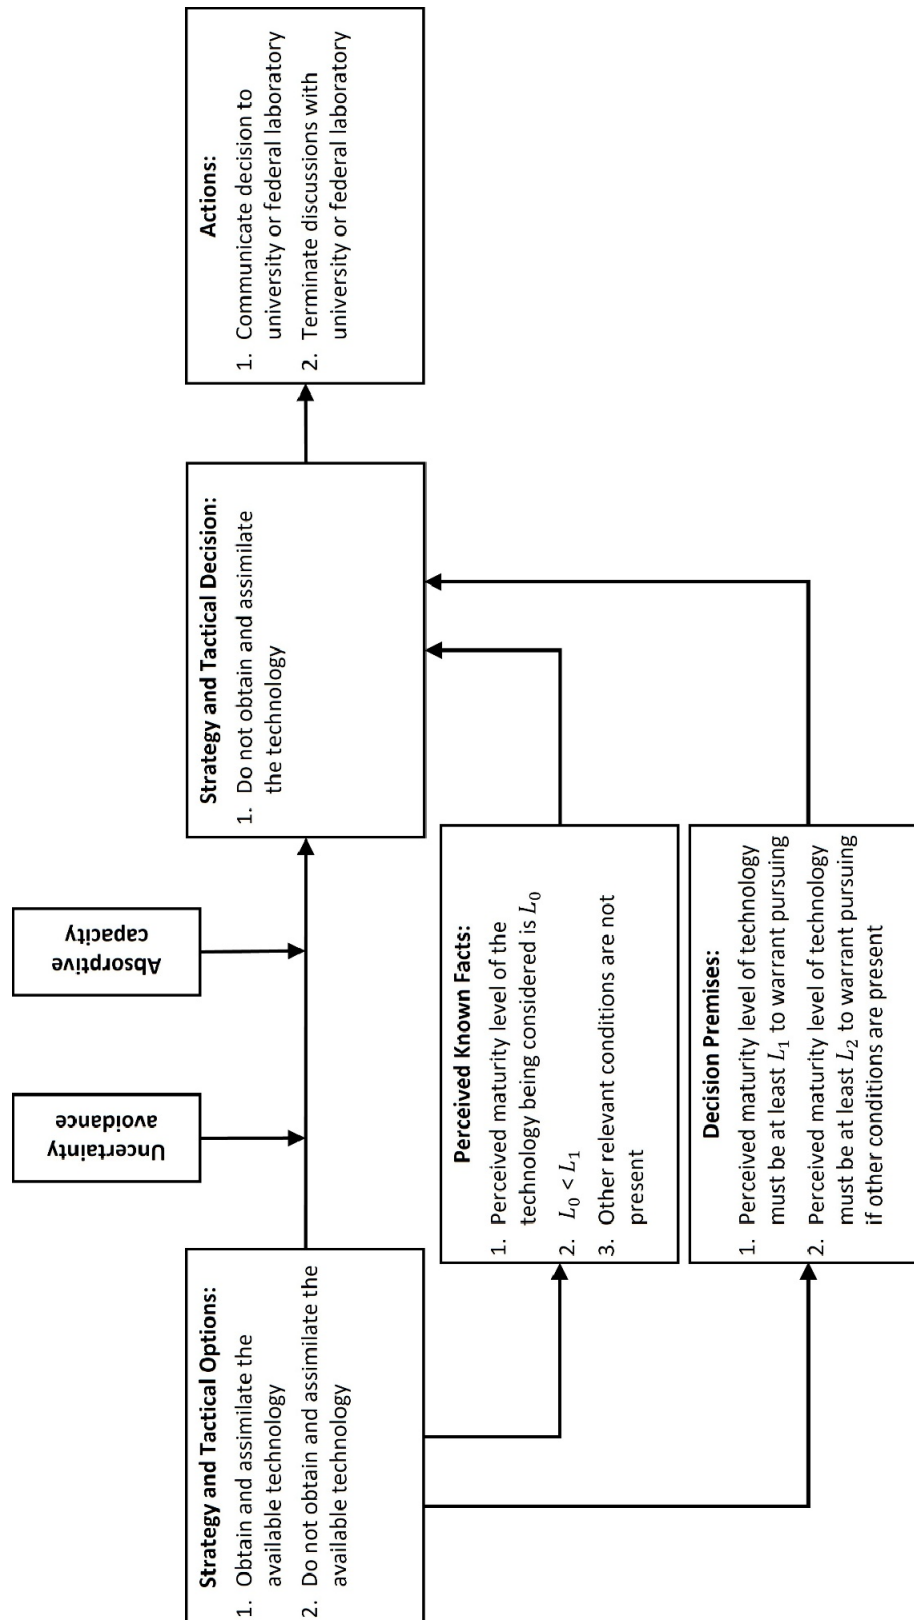 Uncertainty
avoidance
Absorptive
capacity
Strategy and Tactical Options:
1. Obtain and assimilate the
available technology
2. Do not obtain and assimilate the
available technology
Strategy and Tactical Decision:
1. Do not obtain and assimilate
the technology
Actions:
1. Communicate decision to
university or federal laboratory
2. Terminate discussions with
university or federal laboratory
Perceived Known Facts:
1. Perceived maturity level of the
technology being considered is L₀
2. L₀ < L₁
3. Other relevant conditions are not
present
Decision Premises:
1. Perceived maturity level of technology
must be at least L₁ to warrant pursuing
2. Perceived maturity level of technology
must be at least L₂ to warrant pursuing
if other conditions are present